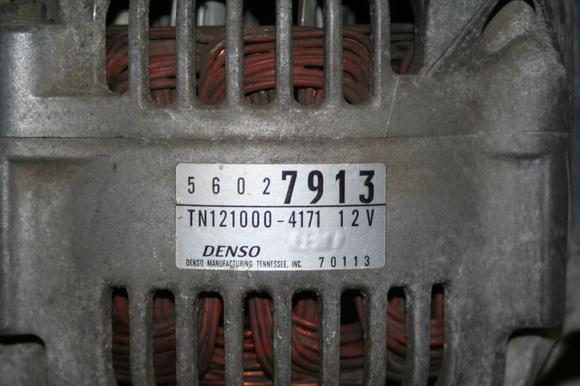 5602 7913
TN121000-4171 12V
DENSO
DENSO MANUFACTURING TENNESSEE, INC. 70113